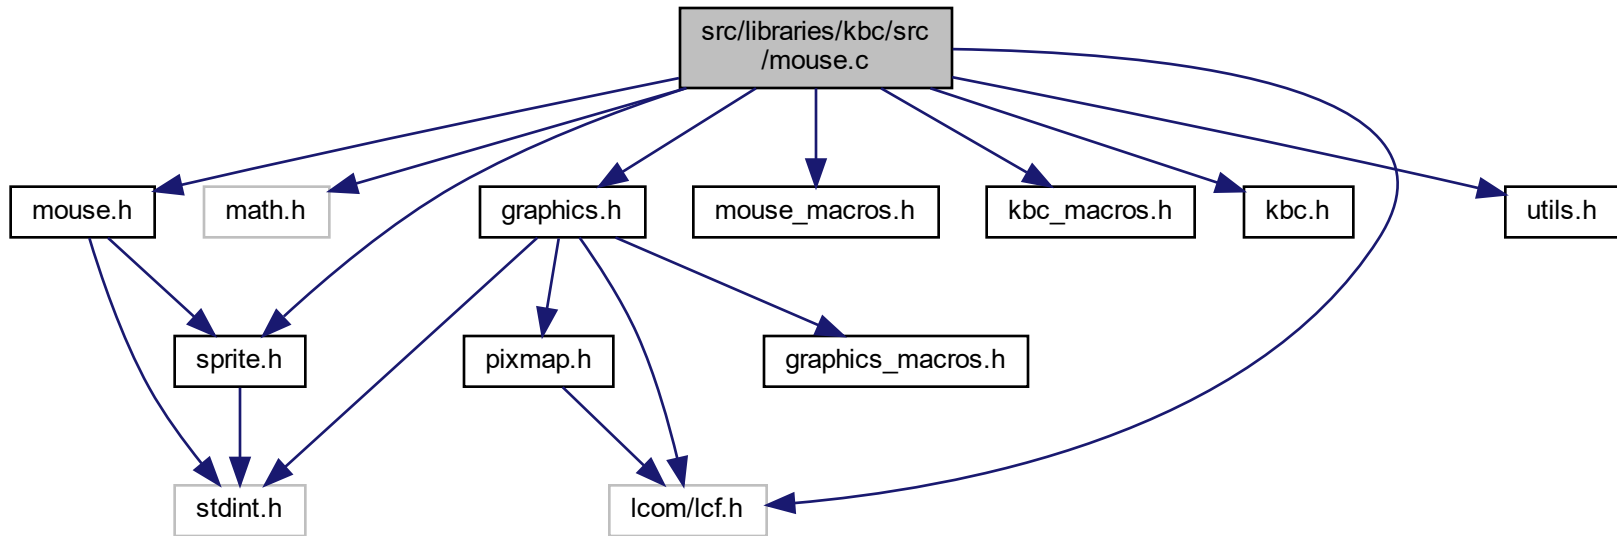 src/libraries/kbc/src
/mouse.c
mouse.h
math.h
graphics.h
mouse_macros.h
kbc_macros.h
kbc.h
utils.h
sprite.h
pixmap.h
graphics_macros.h
stdint.h
lcom/lcf.h